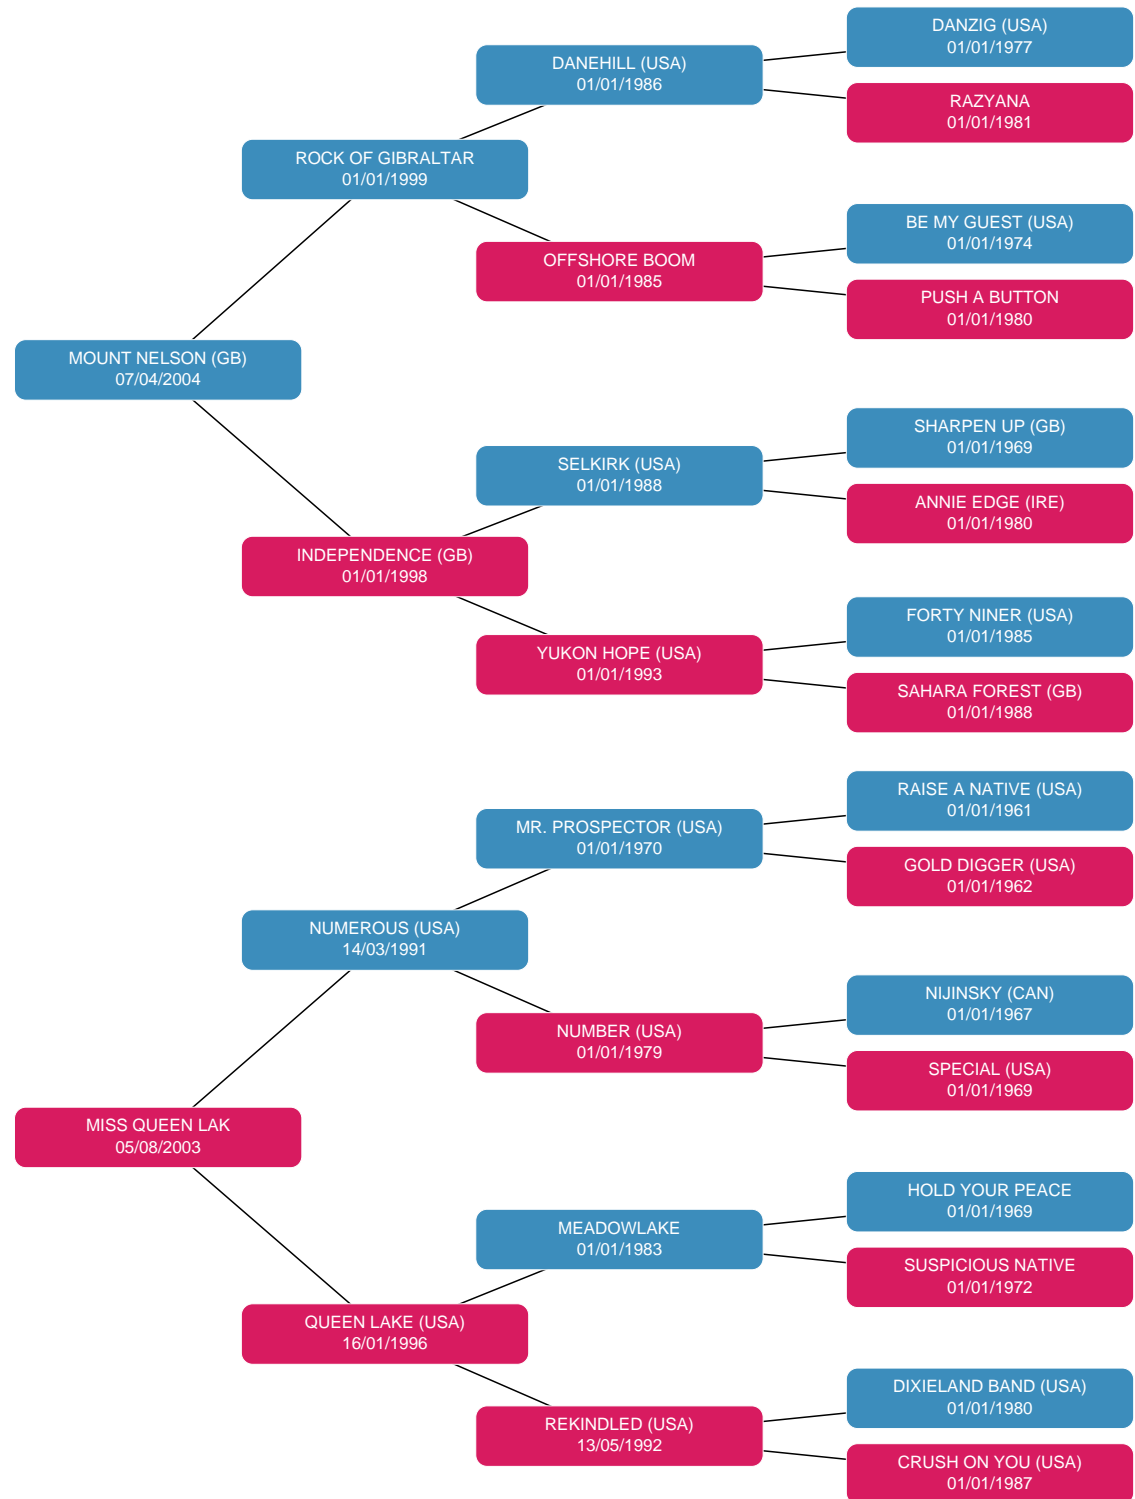 DANZIG (USA)
01/01/1977
DANEHILL (USA)
01/01/1986
RAZYANA
01/01/1981
ROCK OF GIBRALTAR
01/01/1999
BE MY GUEST (USA)
01/01/1974
OFFSHORE BOOM
01/01/1985
PUSH A BUTTON
01/01/1980
MOUNT NELSON (GB)
07/04/2004
SHARPEN UP (GB)
01/01/1969
SELKIRK (USA)
01/01/1988
ANNIE EDGE (IRE)
01/01/1980
INDEPENDENCE (GB)
01/01/1998
FORTY NINER (USA)
01/01/1985
YUKON HOPE (USA)
01/01/1993
SAHARA FOREST (GB)
01/01/1988
RAISE A NATIVE (USA)
01/01/1961
MR. PROSPECTOR (USA)
01/01/1970
GOLD DIGGER (USA)
01/01/1962
NUMEROUS (USA)
14/03/1991
NIJINSKY (CAN)
01/01/1967
NUMBER (USA)
01/01/1979
SPECIAL (USA)
01/01/1969
MISS QUEEN LAK
05/08/2003
HOLD YOUR PEACE
01/01/1969
MEADOWLAKE
01/01/1983
SUSPICIOUS NATIVE
01/01/1972
QUEEN LAKE (USA)
16/01/1996
DIXIELAND BAND (USA)
01/01/1980
REKINDLED (USA)
13/05/1992
CRUSH ON YOU (USA)
01/01/1987